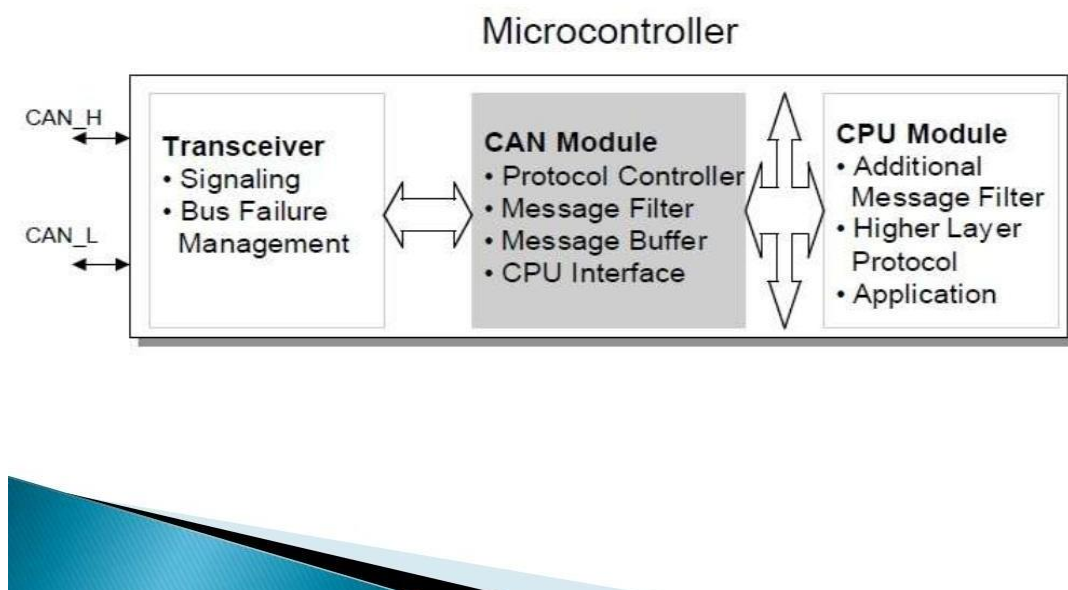 Microcontroller
CAN_H
CAN_L
Transceiver
• Signaling
• Bus Failure
Management
CAN Module
• Protocol Controller
• Message Filter
• Message Buffer
• CPU Interface
CPU Module
• Additional
Message Filter
• Higher Layer
Protocol
• Application